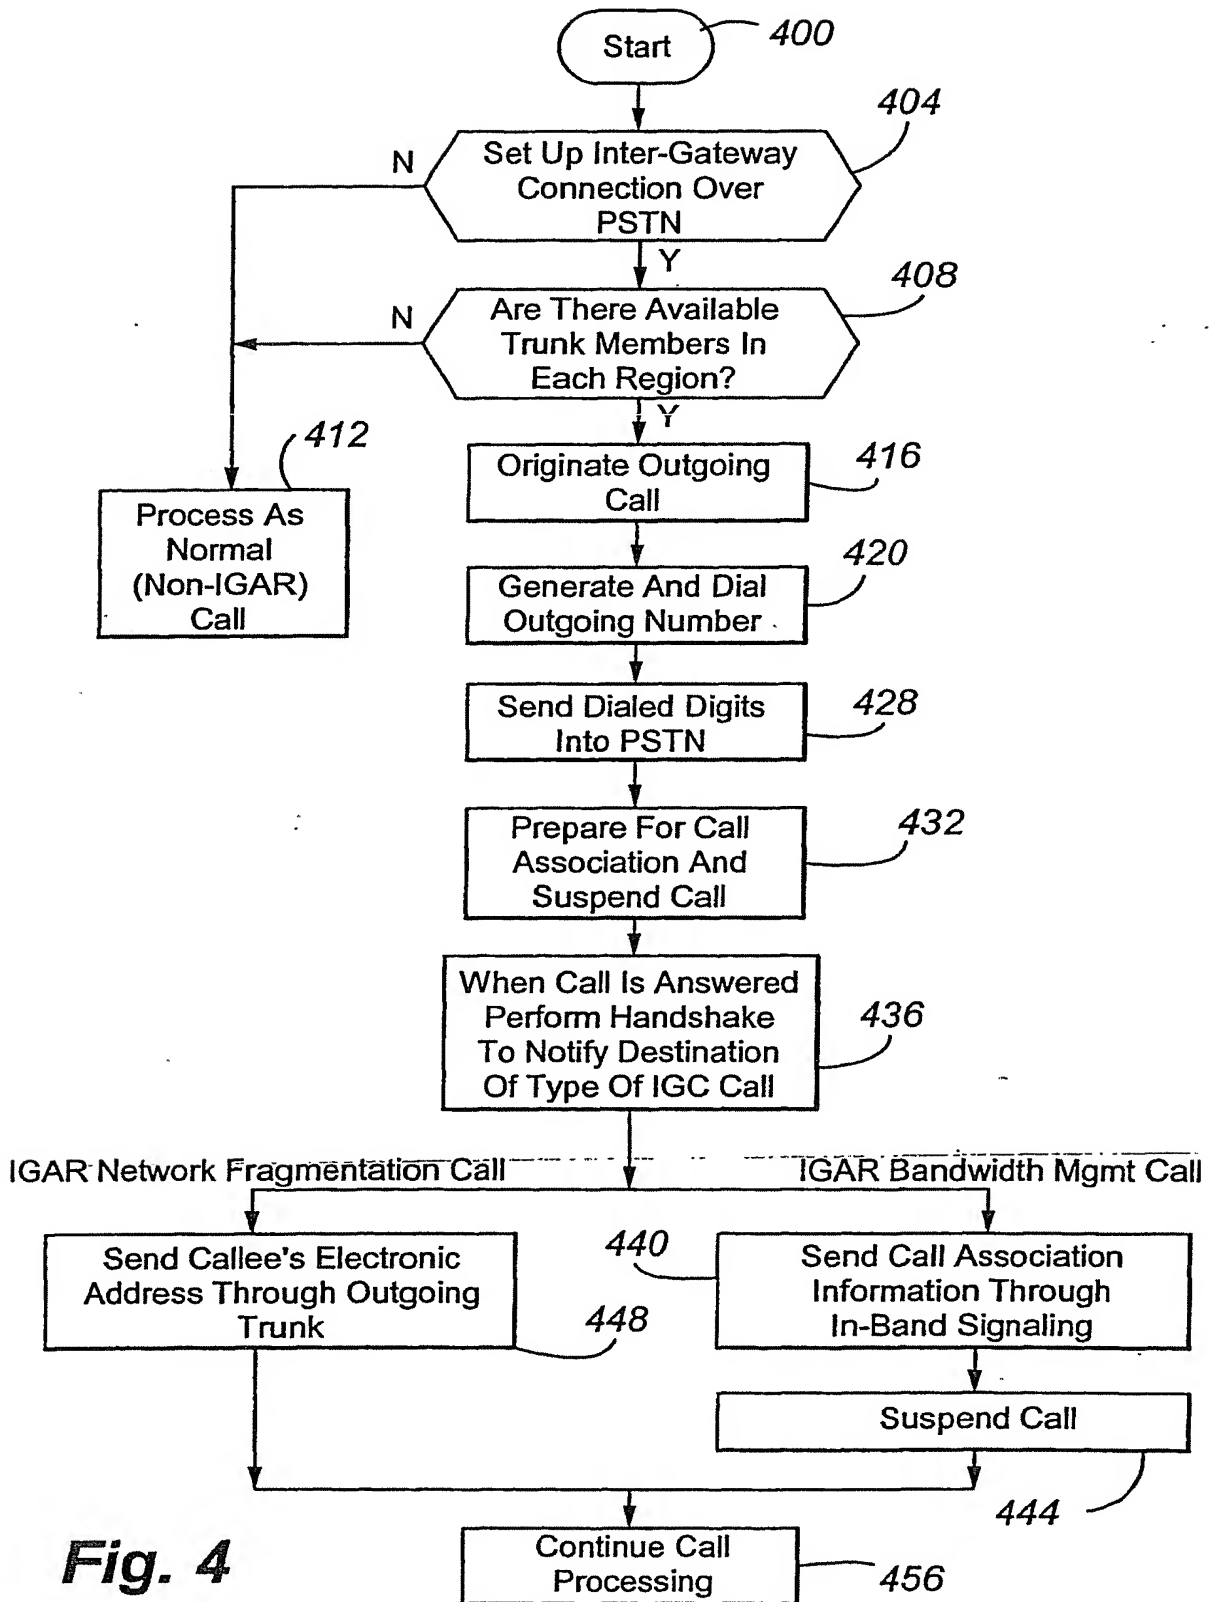 Start
400
404
Set Up Inter-Gateway
Connection Over
PSTN
N
Y
408
Are There Available
Trunk Members In
Each Region?
N
Y
412
Process As
Normal
(Non-IGAR)
Call
416
Originate Outgoing
Call
420
Generate And Dial
Outgoing Number
428
Send Dialed Digits
Into PSTN
432
Prepare For Call
Association And
Suspend Call
436
When Call Is Answered
Perform Handshake
To Notify Destination
Of Type Of IGC Call
IGAR Network Fragmentation Call
IGAR Bandwidth Mgmt Call
Send Callee's Electronic
Address Through Outgoing
Trunk
448
440
Send Call Association
Information Through
In-Band Signaling
Suspend Call
444
Continue Call
Processing
456
Fig. 4